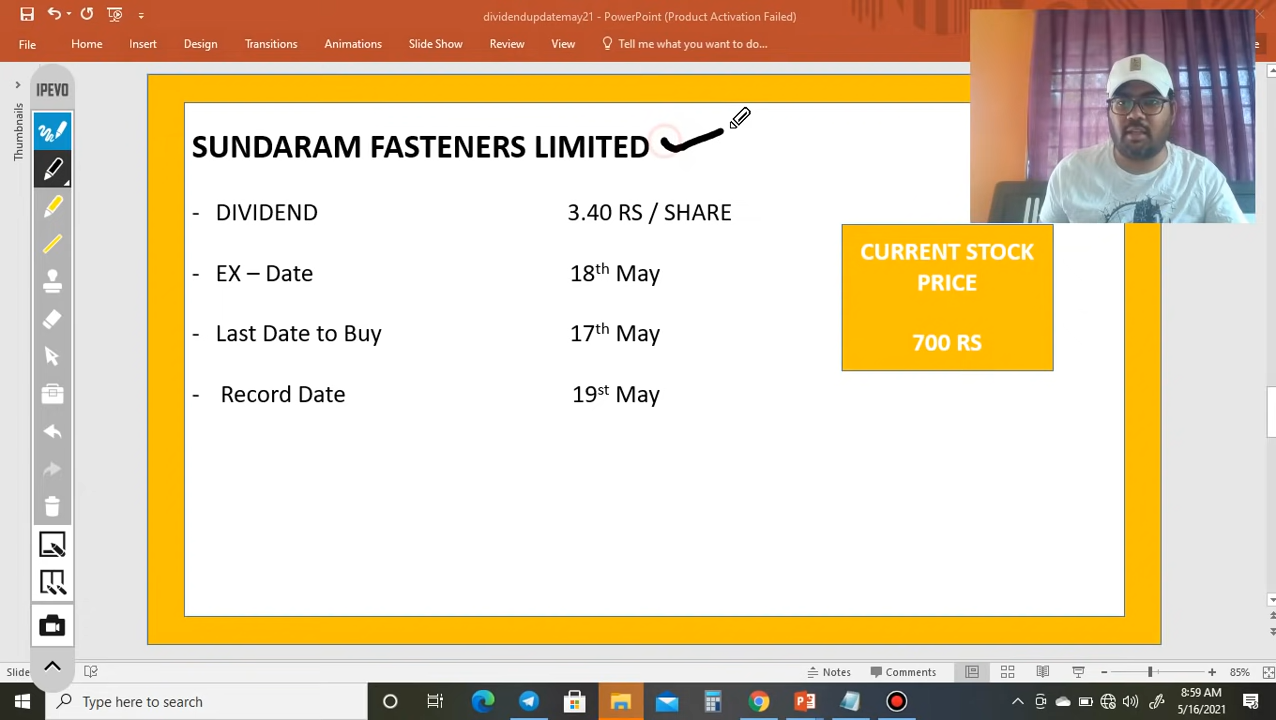 dividendupdatemay21 - PowerPoint (Product Activation Failed)
File Home Insert Design Transitions Animations Slide Show Review View Tell me what you want to do...
IPEVO
Thumbnails
SUNDARAM FASTENERS LIMITED
- DIVIDEND 3.40 RS / SHARE
- EX – Date 18th May
- Last Date to Buy 17th May
- Record Date 19st May
CURRENT STOCK
PRICE
700 RS
Slide Notes Comments 85%
Type here to search
8:59 AM
5/16/2021